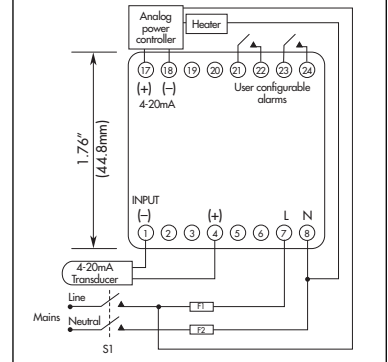 Analog
power
controller
Heater
17 18 19 20 21 22 23 24
(+) (–)
4-20mA
User configurable
alarms
1.76"
(44.8mm)
INPUT
(–) (+) L N
1 2 3 4 5 6 7 8
4-20mA
Transducer
Line
Mains
Neutral
F1
F2
S1